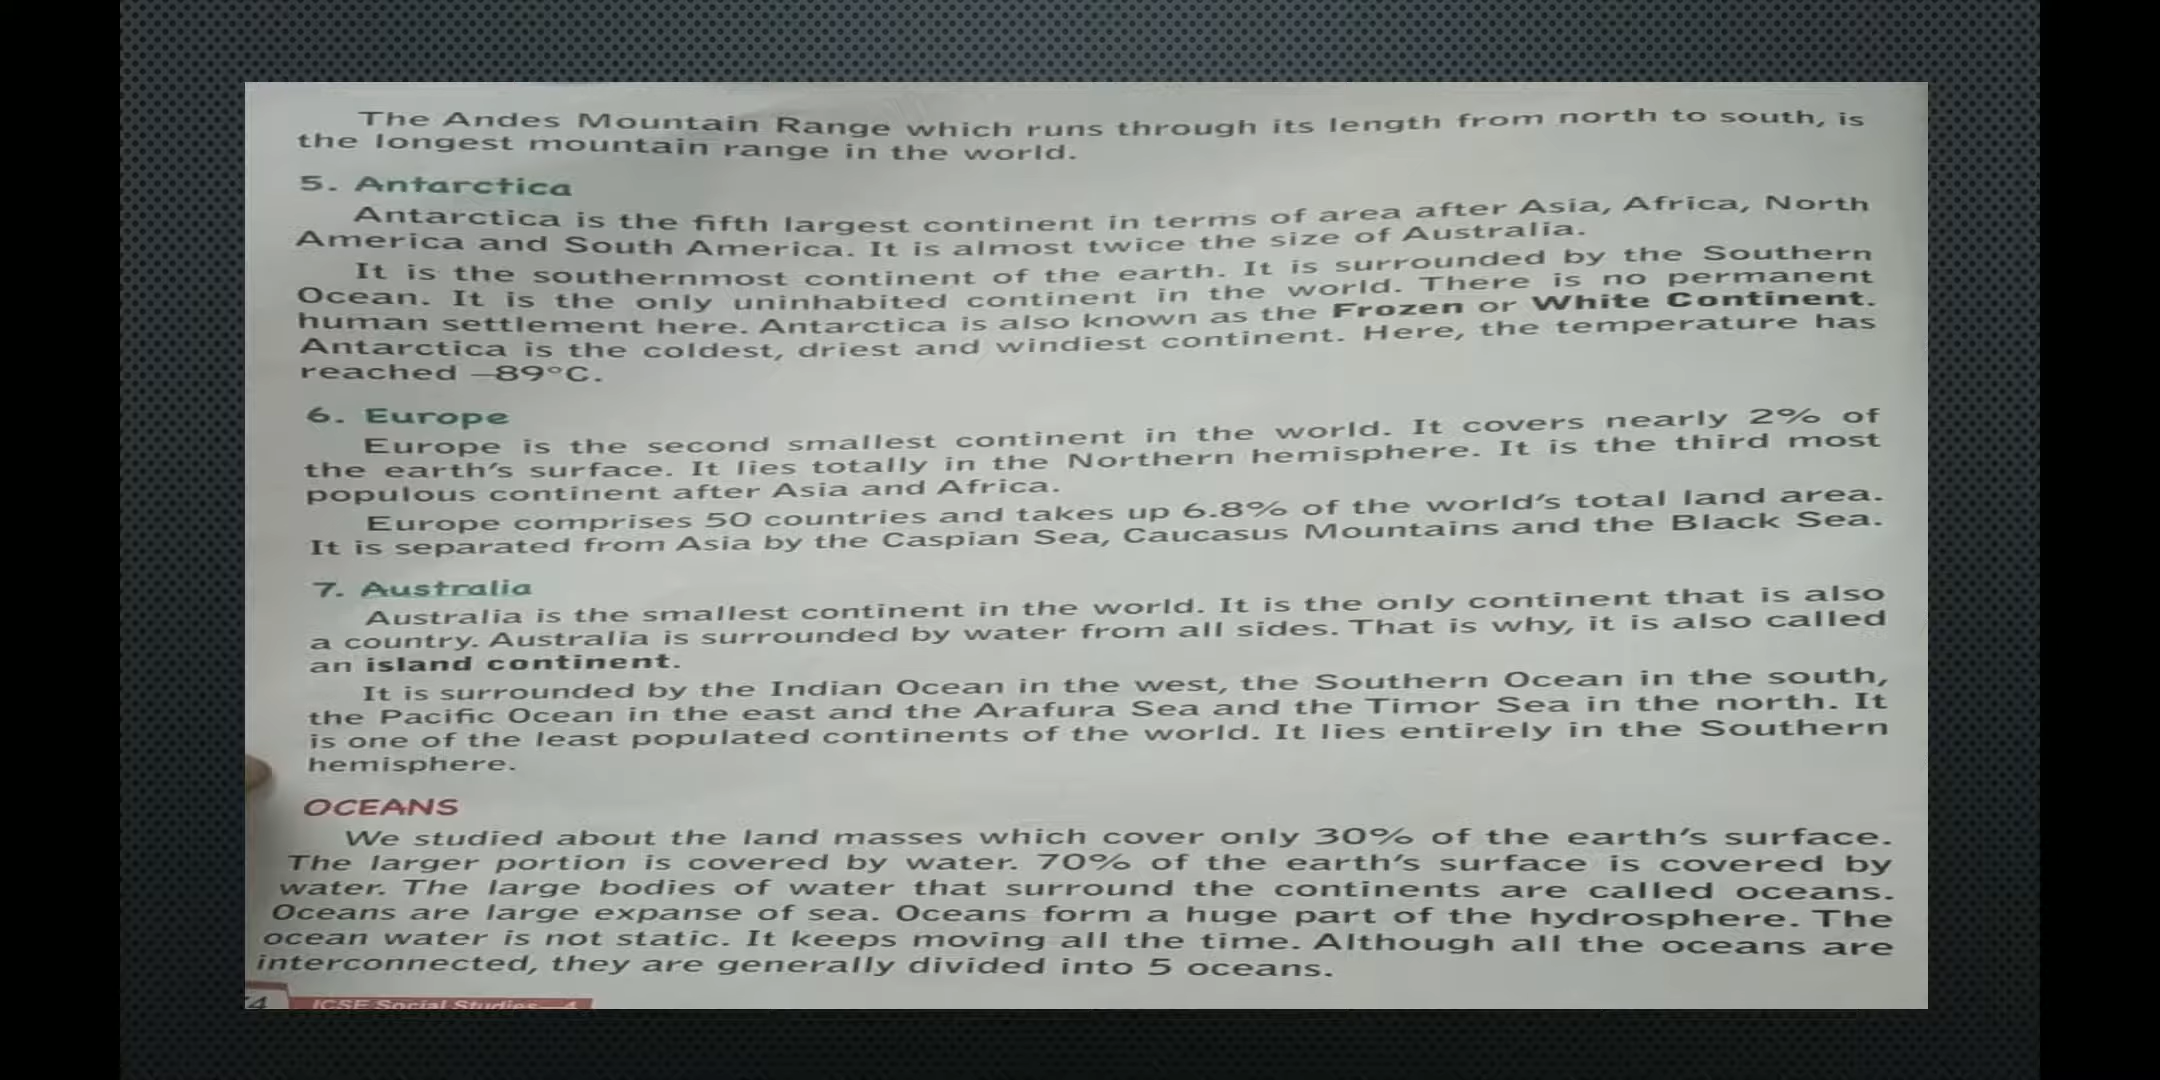 The Andes Mountain Range which runs through its length from north to south, is
the longest mountain range in the world.
5. Antarctica
Antarctica is the fifth largest continent in terms of area after Asia, Africa, North
America and South America. It is almost twice the size of Australia.
It is the southernmost continent of the earth. It is surrounded by the Southern
Ocean. It is the only uninhabited continent in the world. There is no permanent
human settlement here. Antarctica is also known as the Frozen or White Continent.
Antarctica is the coldest, driest and windiest continent. Here, the temperature has
reached –89°C.
6. Europe
Europe is the second smallest continent in the world. It covers nearly 2% of
the earth's surface. It lies totally in the Northern hemisphere. It is the third most
populous continent after Asia and Africa.
Europe comprises 50 countries and takes up 6.8% of the world's total land area.
It is separated from Asia by the Caspian Sea, Caucasus Mountains and the Black Sea.
7. Australia
Australia is the smallest continent in the world. It is the only continent that is also
a country. Australia is surrounded by water from all sides. That is why, it is also called
an island continent.
It is surrounded by the Indian Ocean in the west, the Southern Ocean in the south,
the Pacific Ocean in the east and the Arafura Sea and the Timor Sea in the north. It
is one of the least populated continents of the world. It lies entirely in the Southern
hemisphere.
OCEANS
We studied about the land masses which cover only 30% of the earth's surface.
The larger portion is covered by water. 70% of the earth's surface is covered by
water. The large bodies of water that surround the continents are called oceans.
Oceans are large expanse of sea. Oceans form a huge part of the hydrosphere. The
ocean water is not static. It keeps moving all the time. Although all the oceans are
interconnected, they are generally divided into 5 oceans.
ICSE Social Studies—4